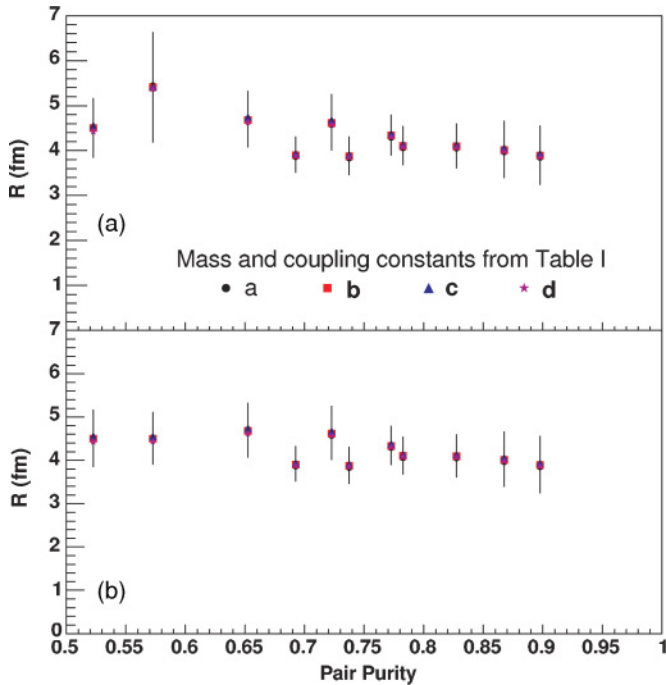 7
6
5
4
3
2
1
R (fm)
(a)
Mass and coupling constants from Table I
a b c d
7
6
5
4
3
2
1
0
R (fm)
(b)
0.5 0.55 0.6 0.65 0.7 0.75 0.8 0.85 0.9 0.95 1
Pair Purity